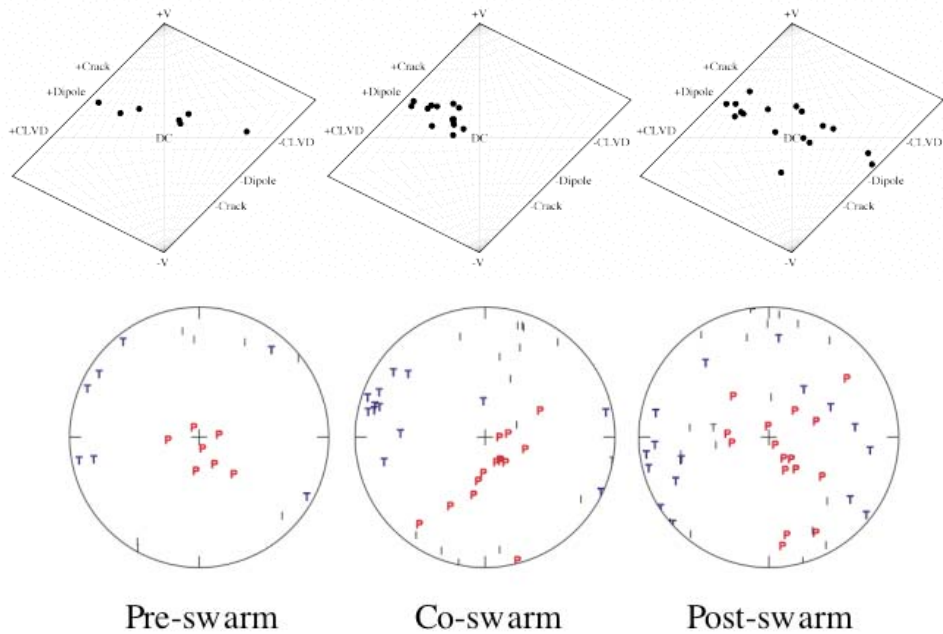 +V
+Crack
+Dipole
+CLVD
DC
-CLVD
-Dipole
-Crack
-V
+V
+Crack
+Dipole
+CLVD
DC
-CLVD
-Dipole
-Crack
-V
+V
+Crack
+Dipole
+CLVD
DC
-CLVD
-Dipole
-Crack
-V
Pre-swarm
Co-swarm
Post-swarm